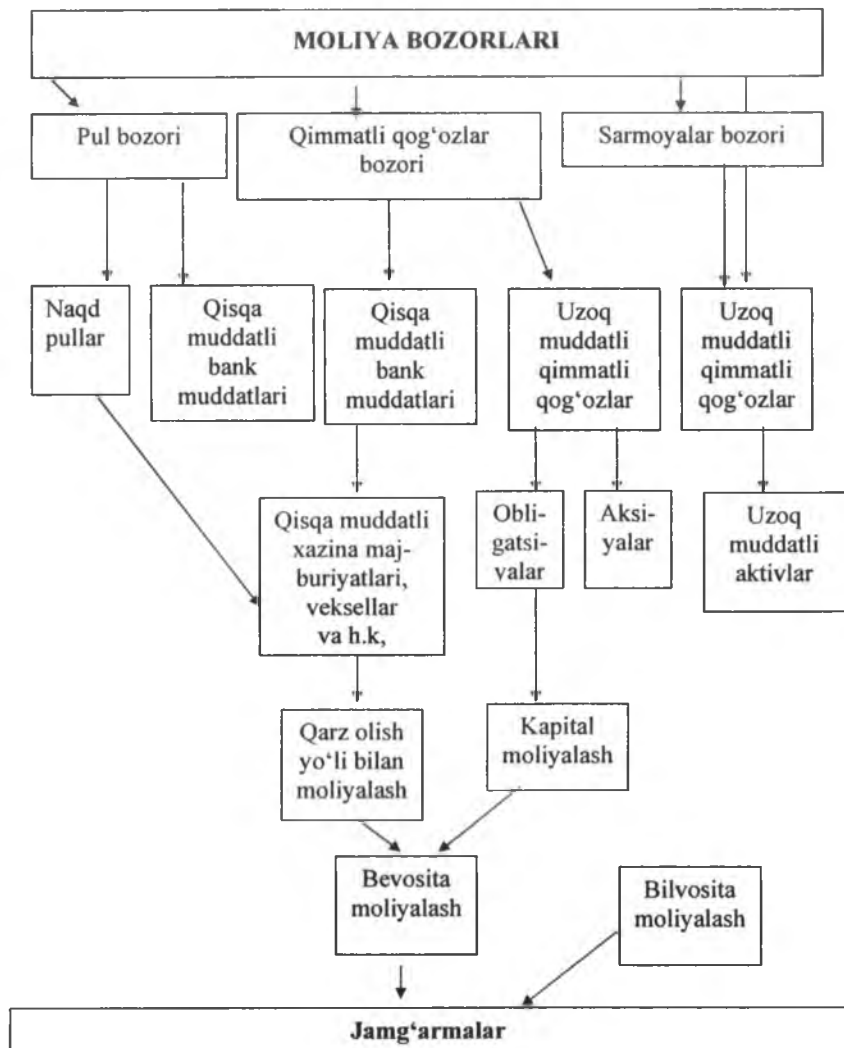 MOLIYA BOZORLARI
Pul bozori
Qimmatli qog‘ozlar
bozori
Sarmoyalar bozori
Naqd
pullar
Qisqa
muddatli
bank
muddatlari
Qisqa
muddatli
bank
muddatlari
Uzoq
muddatli
qimmatli
qog‘ozlar
Uzoq
muddatli
qimmatli
qog‘ozlar
Qisqa muddatli
xazina maj-
buriyatlari,
veksellar
va h.k,
Obli-
gatsi-
yalar
Aksi-
yalar
Uzoq
muddatli
aktivlar
Qarz olish
yo‘li bilan
moliyalash
Kapital
moliyalash
Bevosita
moliyalash
Bilvosita
moliyalash
Jamg‘armalar